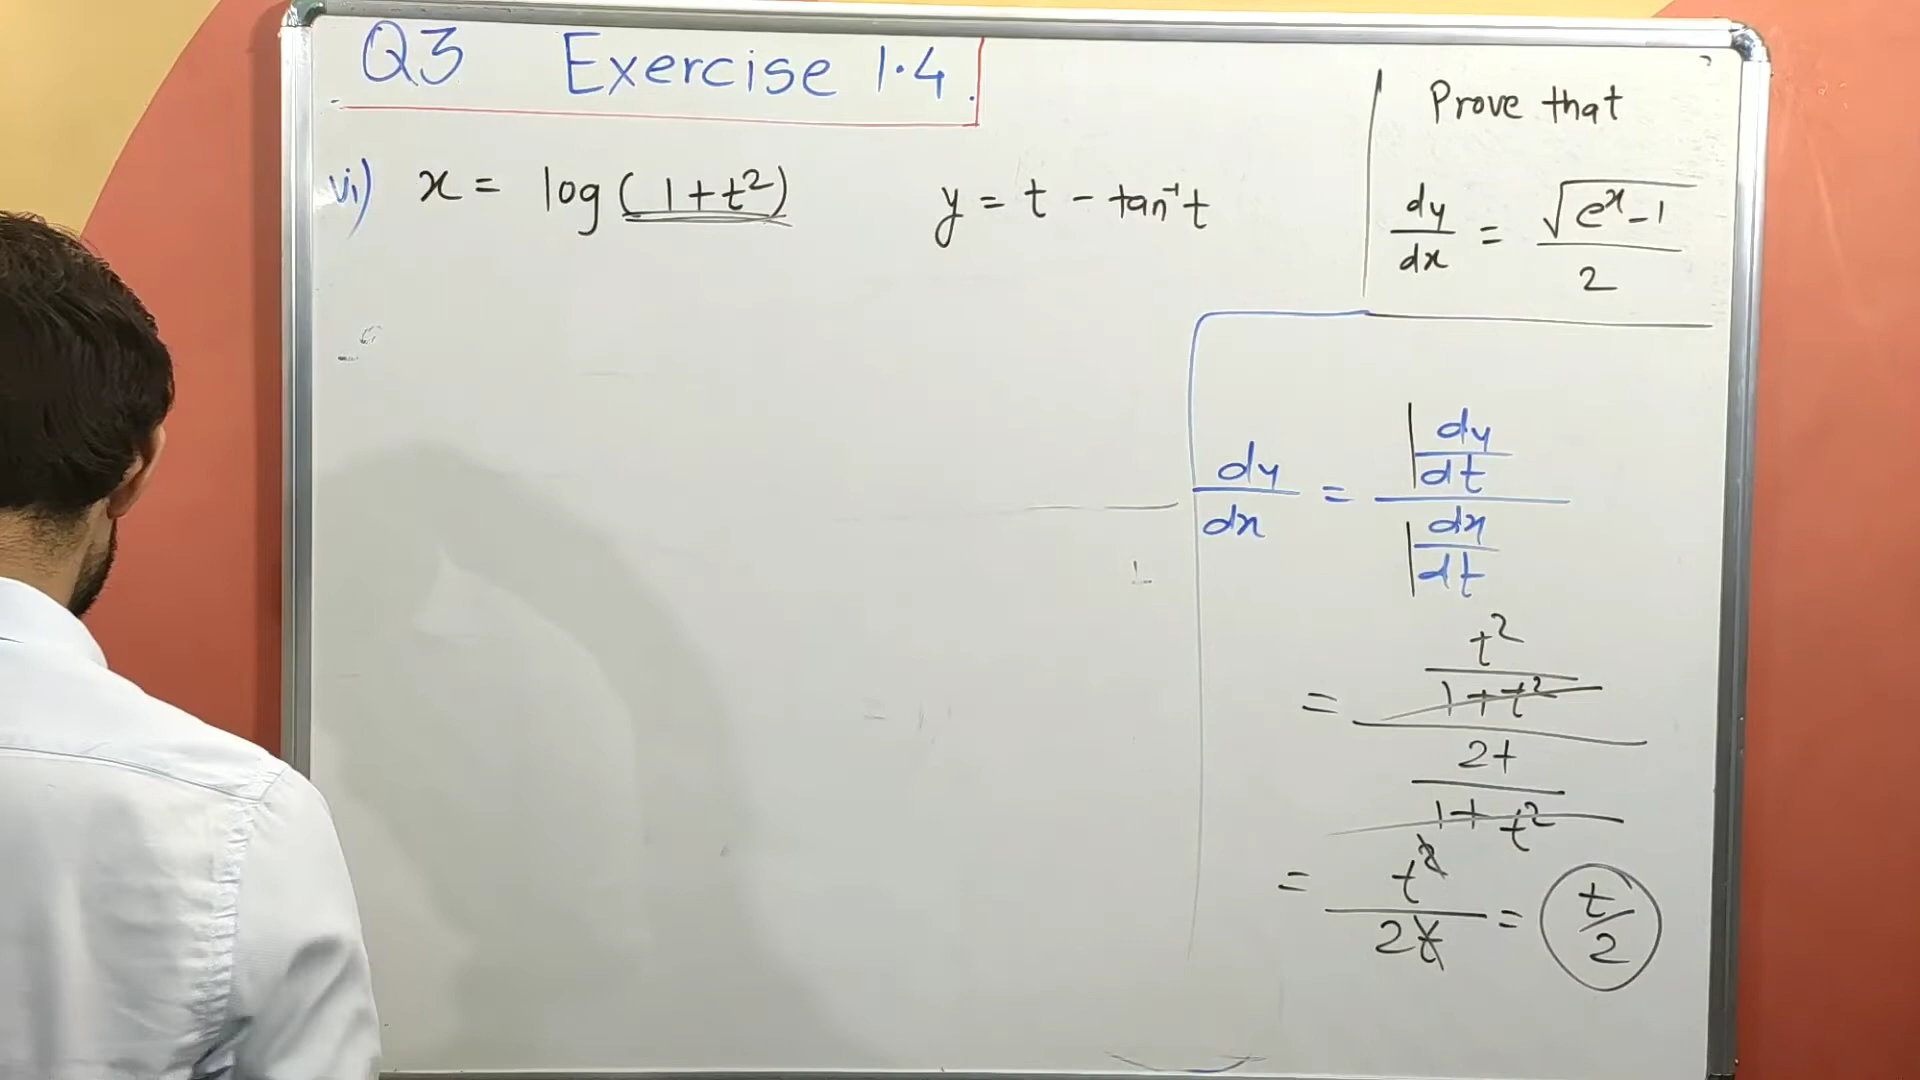 Q3 Exercise 1.4.
vi) x = log(1+t²) y = t - tan⁻¹t
Prove that
dy/dx = √(eˣ-1)/2
dy/dx = (dy/dt)/(dx/dt)
= (t²/(1+t²))/(2t/(1+t²))
= t²/2t = t/2